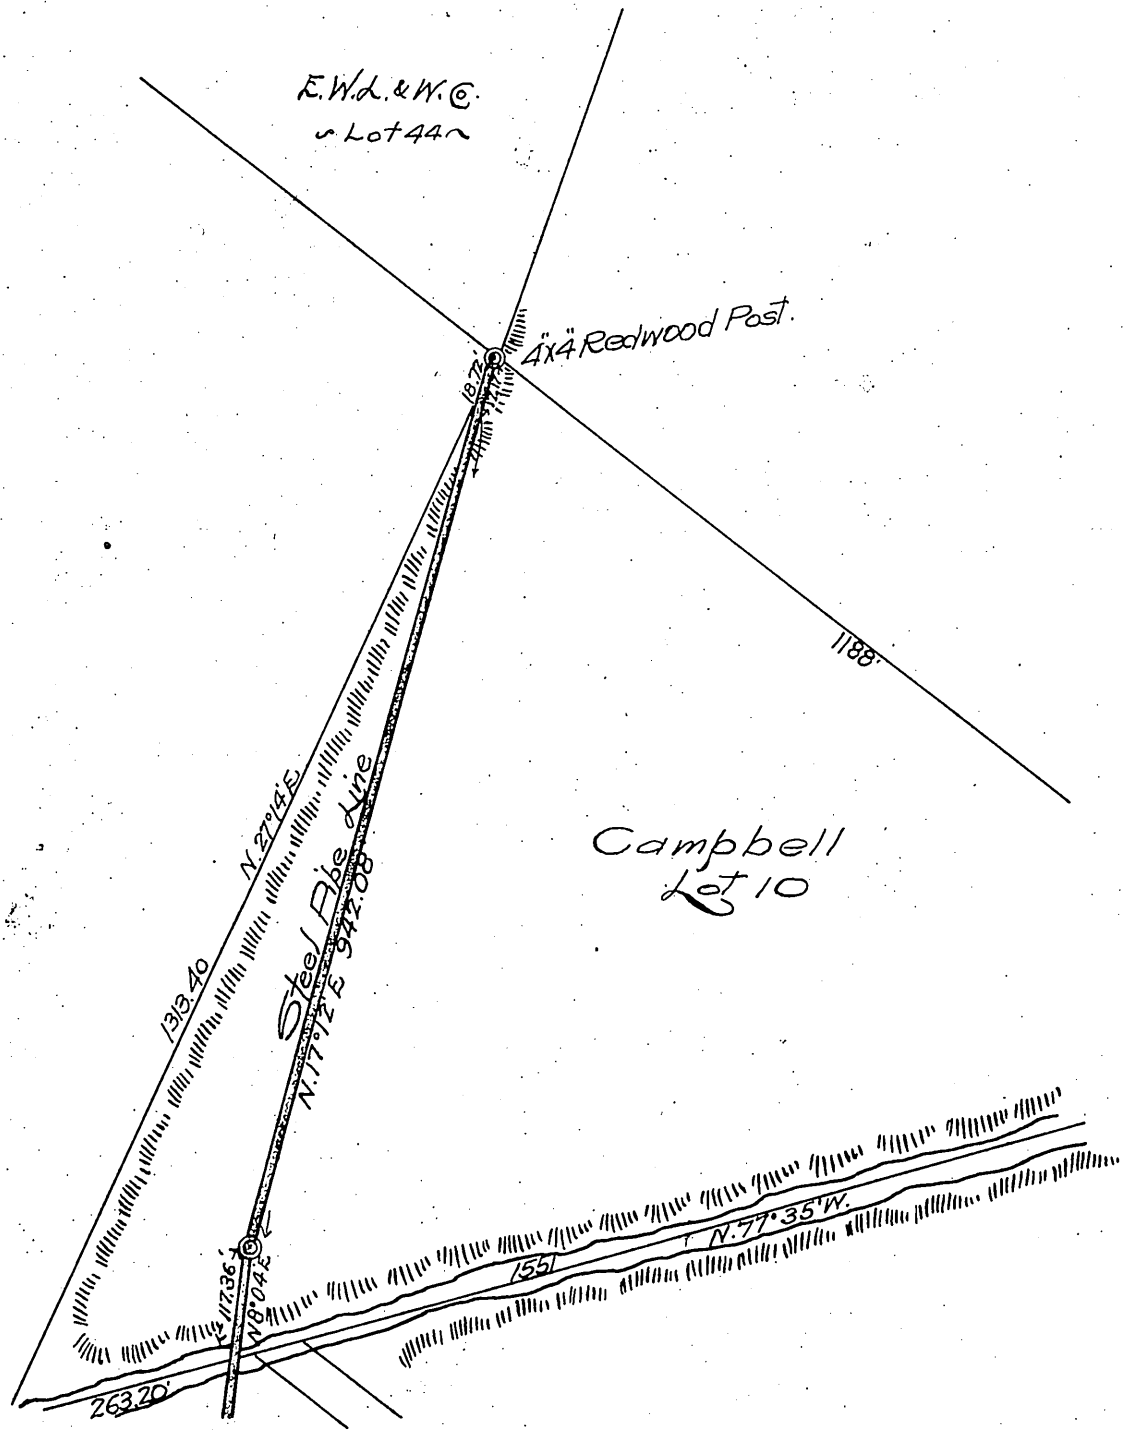 E.W.L. & W. Co.
~ Lot 44 ~
4"x4" Redwood Post.
18.72'
1188'
N.27°14'E
1313.40
Steel Pipe Line
N.17°12'E 942.08
Campbell
Lot 10
N.77°35'W.
1551
117.36'
N8°04'E
263.20'